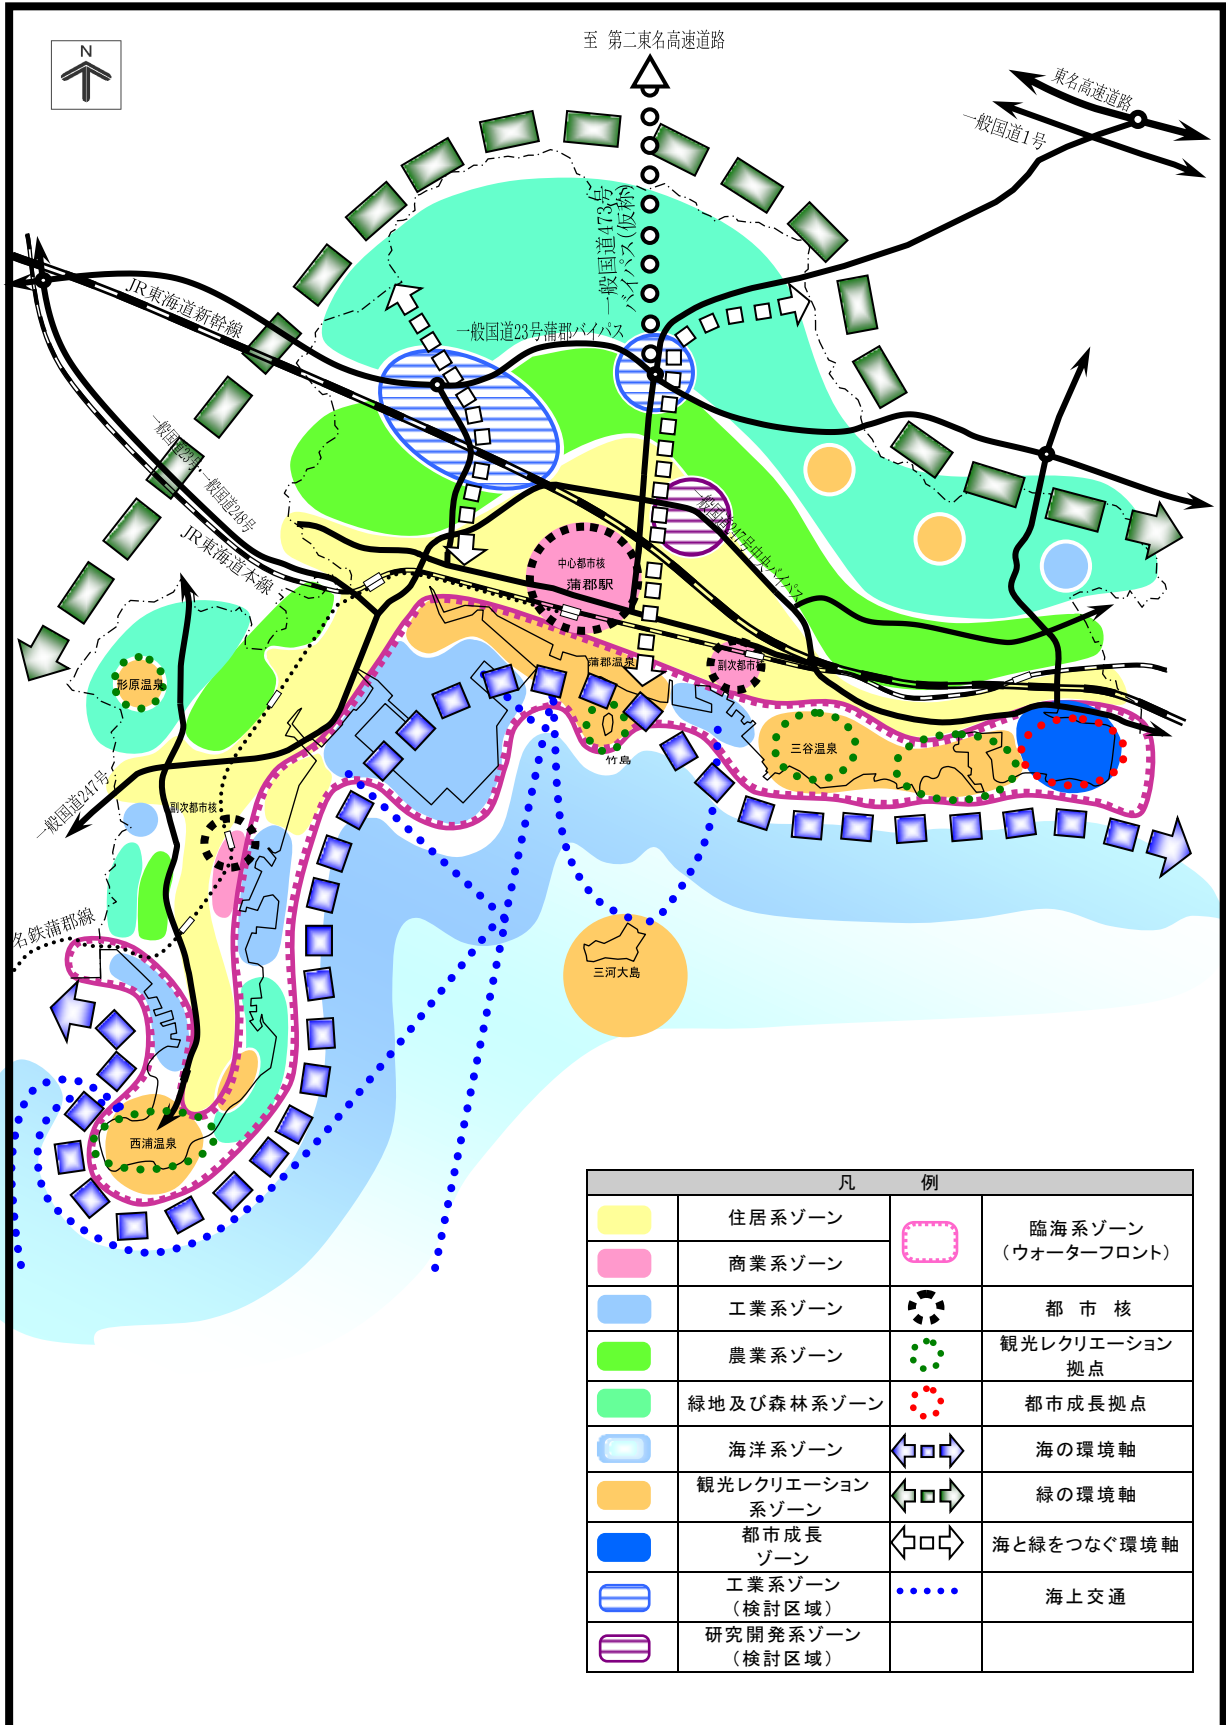 至 第二東名高速道路
N
東名高速道路
一般国道1号
一般国道473号
バイパス(仮称)
JR東海道新幹線
一般国道23号蒲郡バイパス
一般国道23号
一般国道248号
JR東海道本線
一般国道247号中央バイパス
中心都市核
蒲郡駅
蒲郡温泉
副次都市核
形原温泉
三谷温泉
竹島
一般国道247号
副次都市核
名鉄蒲郡線
三河大島
西浦温泉
凡 例
住居系ゾーン
臨海系ゾーン
(ウォーターフロント)
商業系ゾーン
工業系ゾーン
都 市 核
農業系ゾーン
観光レクリエーション
拠点
緑地及び森林系ゾーン
都市成長拠点
海洋系ゾーン
海の環境軸
観光レクリエーション
系ゾーン
緑の環境軸
都市成長
ゾーン
海と緑をつなぐ環境軸
工業系ゾーン
(検討区域)
海上交通
研究開発系ゾーン
(検討区域)